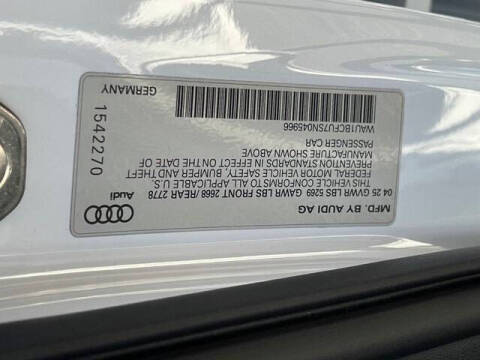 MFD. BY AUDI AG
04.25 GVWR LBS 5269 GAWR LBS FRONT 2668/REAR 2778
THIS VEHICLE CONFORMS TO ALL APPLICABLE U.S.
FEDERAL MOTOR VEHICLE SAFETY, BUMPER AND THEFT
PREVENTION STANDARDS IN EFFECT ON THE DATE OF
MANUFACTURE SHOWN ABOVE
PASSENGER CAR
WAU1BCFU7SN045966
Audi
1542270
GERMANY